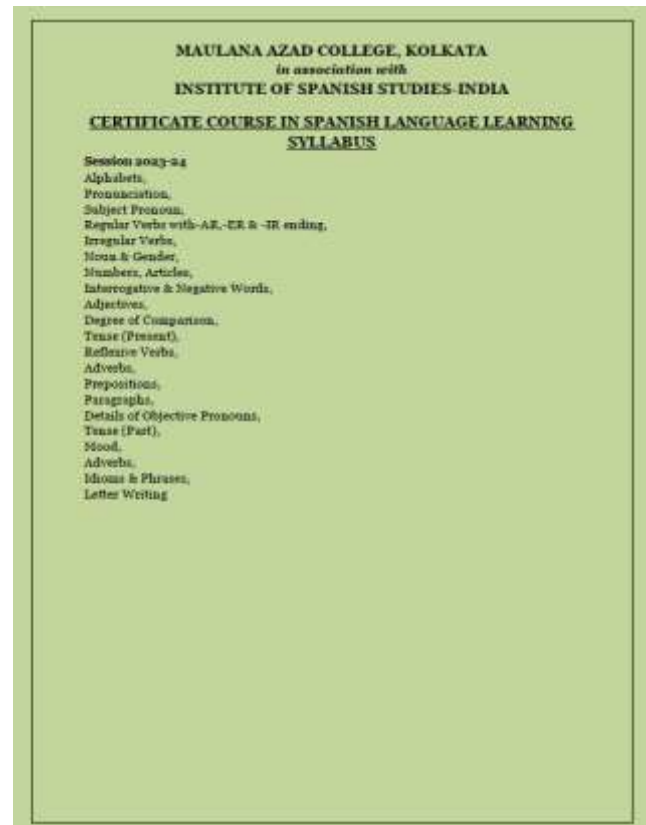 MAULANA AZAD COLLEGE, KOLKATA
in association with
INSTITUTE OF SPANISH STUDIES-INDIA
CERTIFICATE COURSE IN SPANISH LANGUAGE LEARNING
SYLLABUS
Session 2023-24
Alphabets,
Pronunciation,
Subject Pronoun,
Regular Verbs with-AR,-ER & -IR ending,
Irregular Verbs,
Noun & Gender,
Numbers, Articles,
Interrogative & Negative Words,
Adjectives,
Degree of Comparison,
Tense (Present),
Reflexive Verbs,
Adverbs,
Prepositions,
Paragraphs,
Details of Objective Pronouns,
Tense (Past),
Mood,
Adverbs,
Idioms & Phrases,
Letter Writing